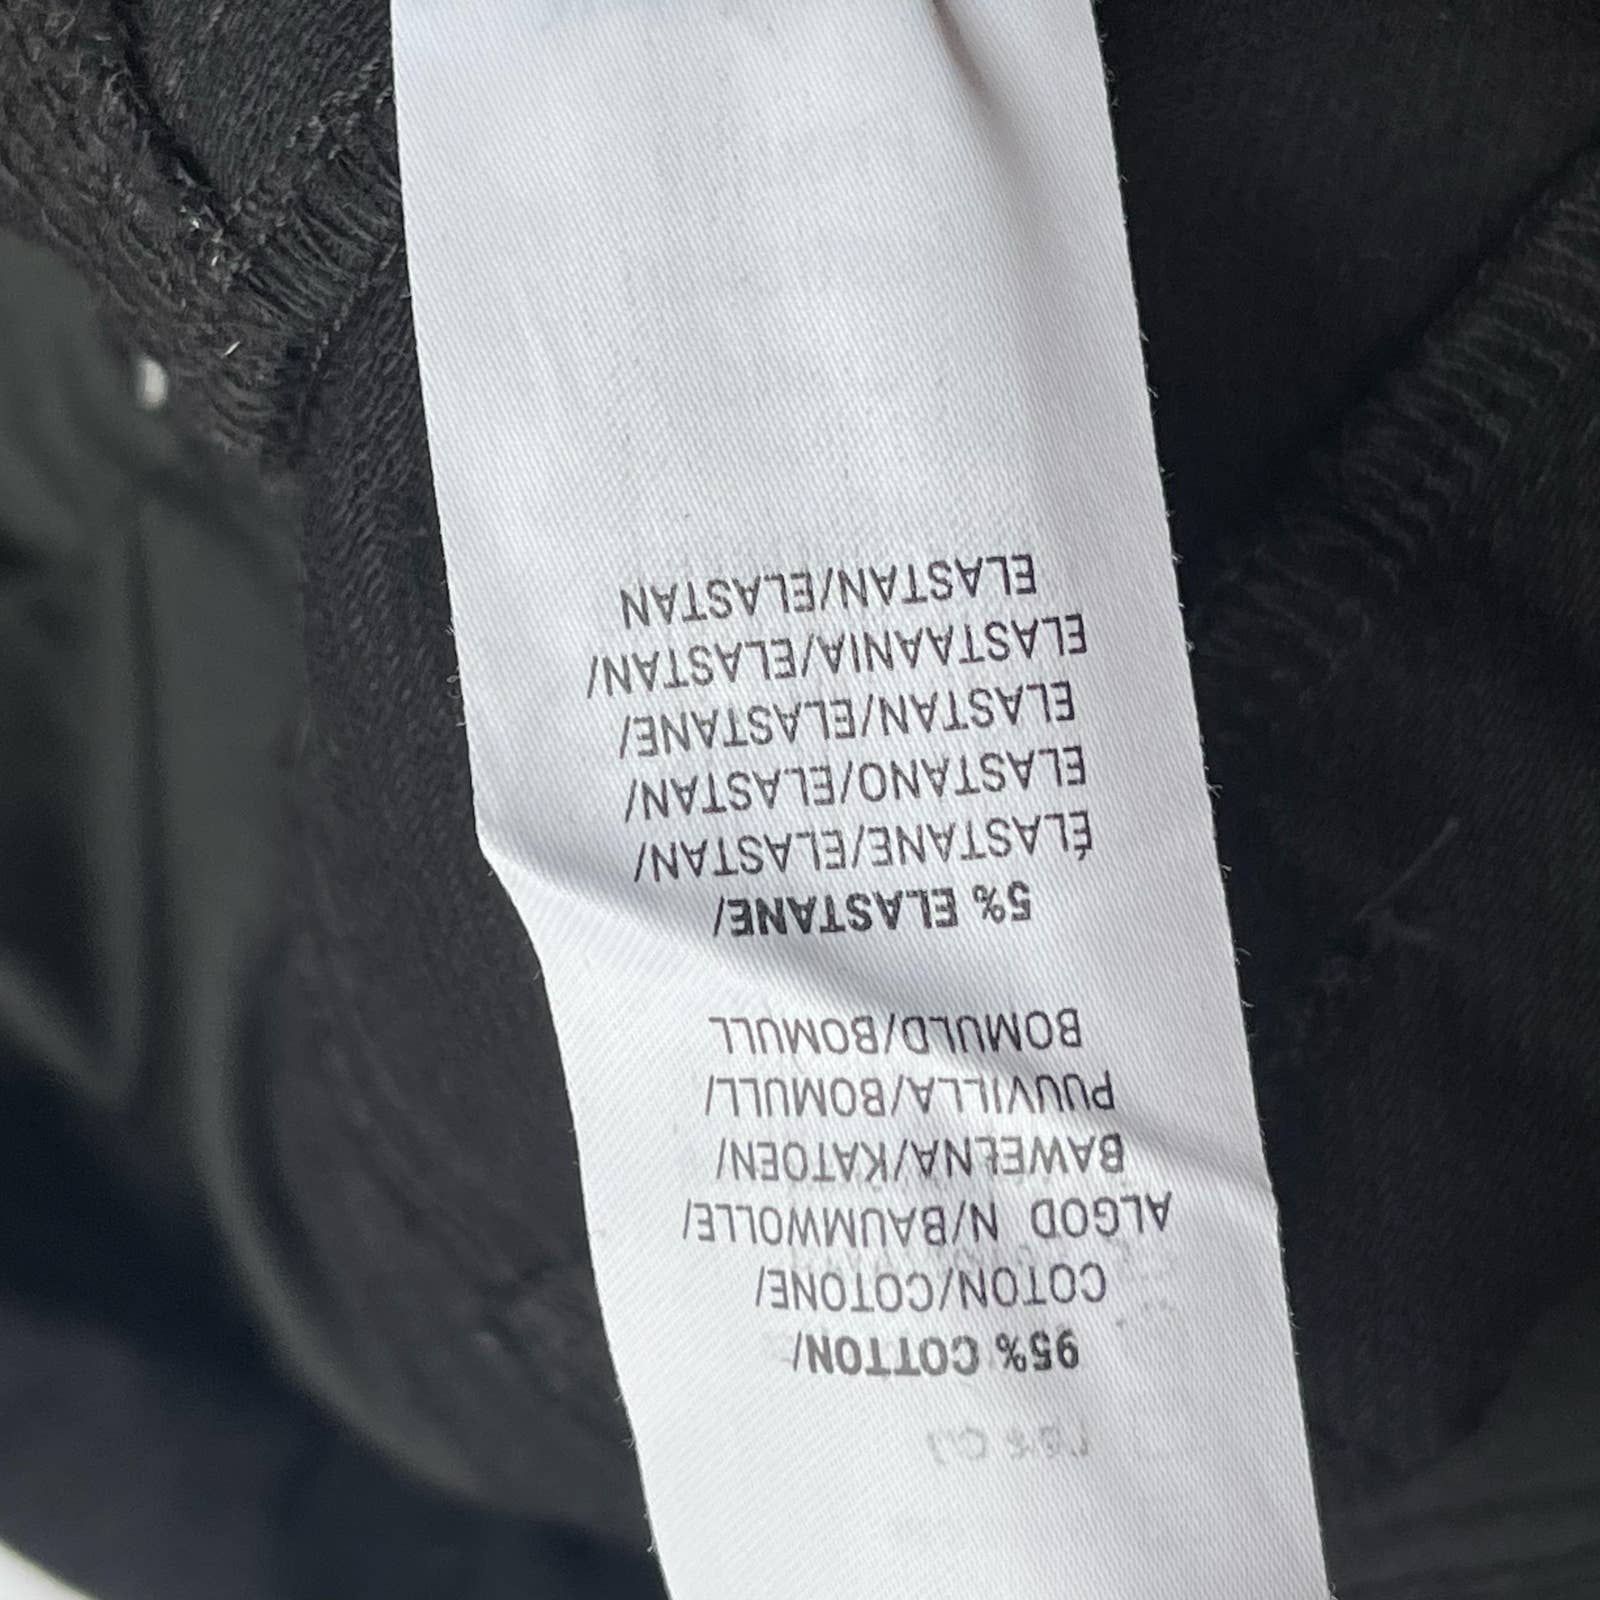 95% COTTON/
COTON/COTONE/
ALGOD N/BAUMWOLLE/
BAWEŁNA/KATOEN/
PUUVILLA/BOMULL/
BOMULD/BOMULL
5% ELASTANE/
ÉLASTANE/ELASTAN/
ELASTANO/ELASTAN/
ELASTAN/ELASTANE/
ELASTAANIA/ELASTAN/
ELASTAN/ELASTAN